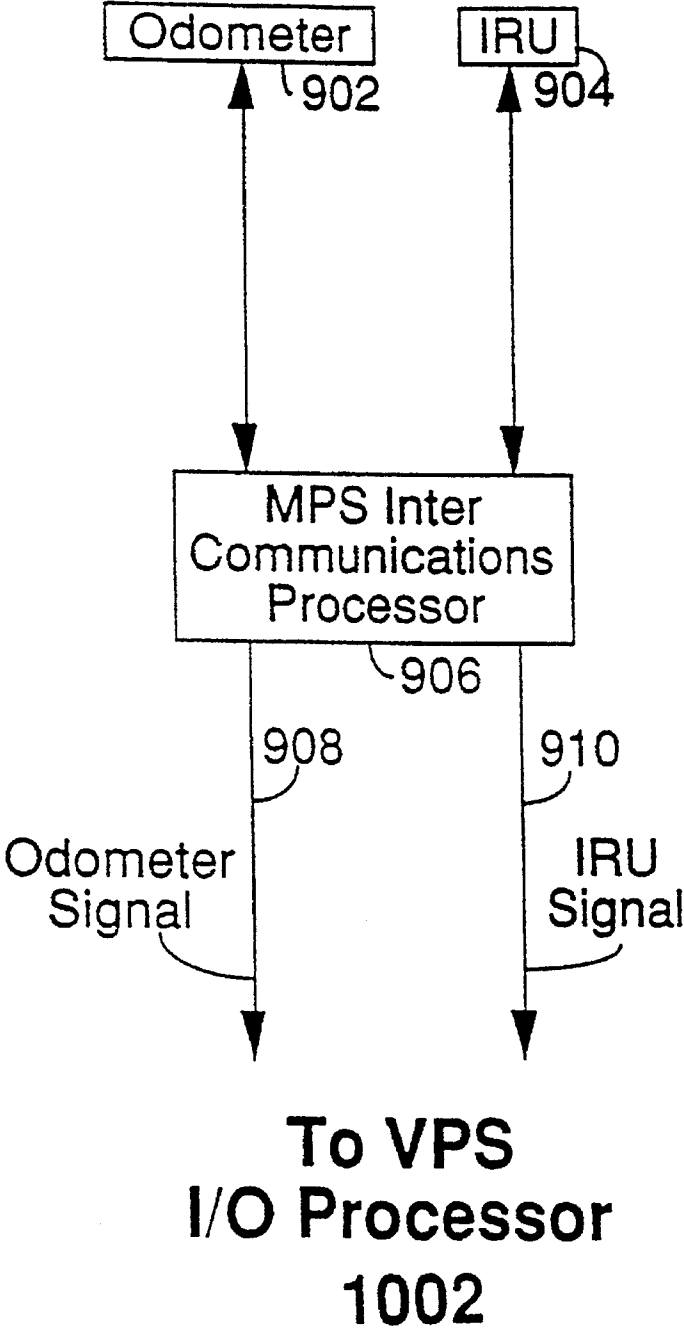 Odometer
IRU
902
904
MPS Inter
Communications
Processor
906
908
910
Odometer
Signal
IRU
Signal
To VPS
I/O Processor
1002